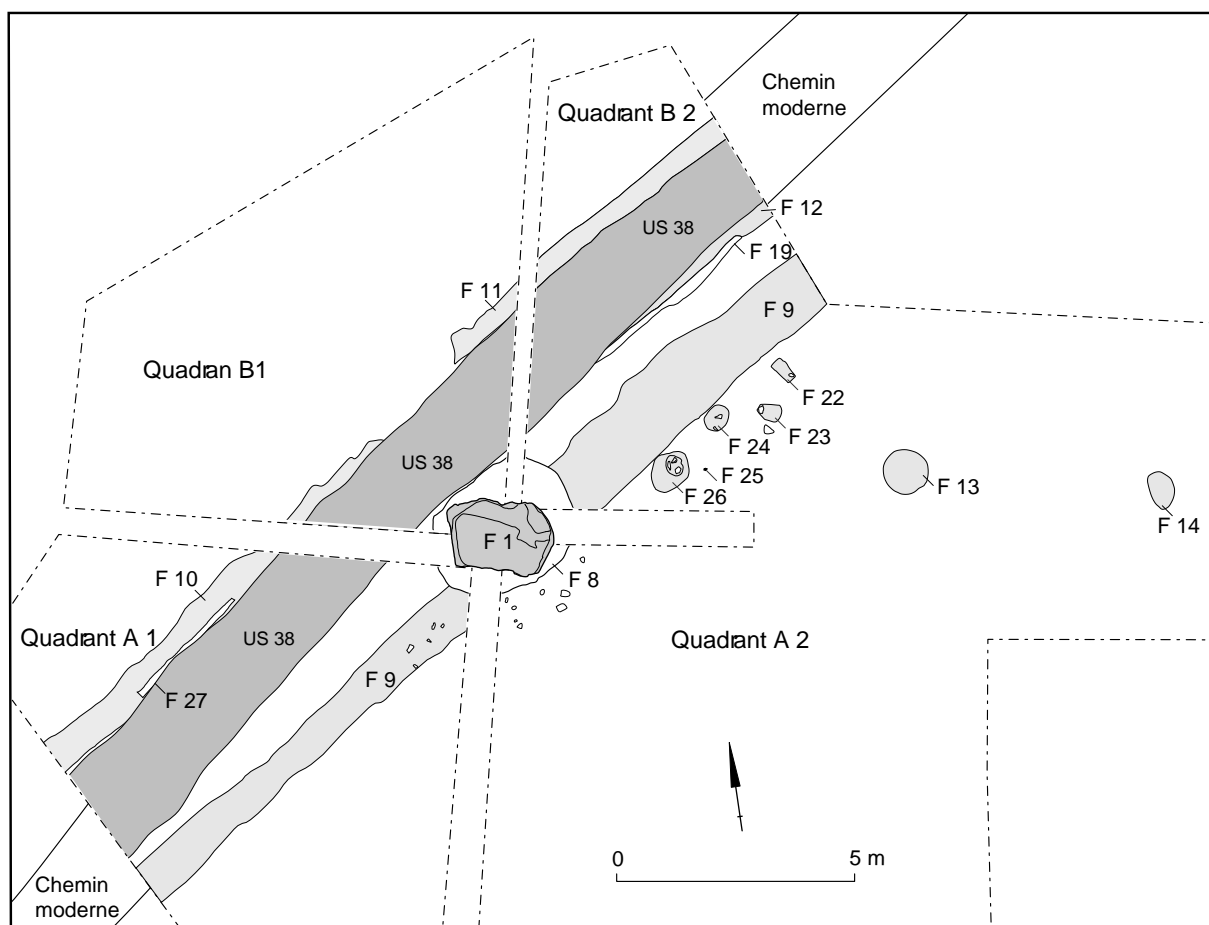 Chemin
moderne
Quadrant B 2
F 12
US 38
F 19
F 11
F 9
Quadran B1
F 22
F 23
F 24
US 38
F 25
F 26
F 13
F 14
F 1
F 8
F 10
Quadrant A 1
US 38
Quadrant A 2
F 9
F 27
0
5 m
Chemin
moderne